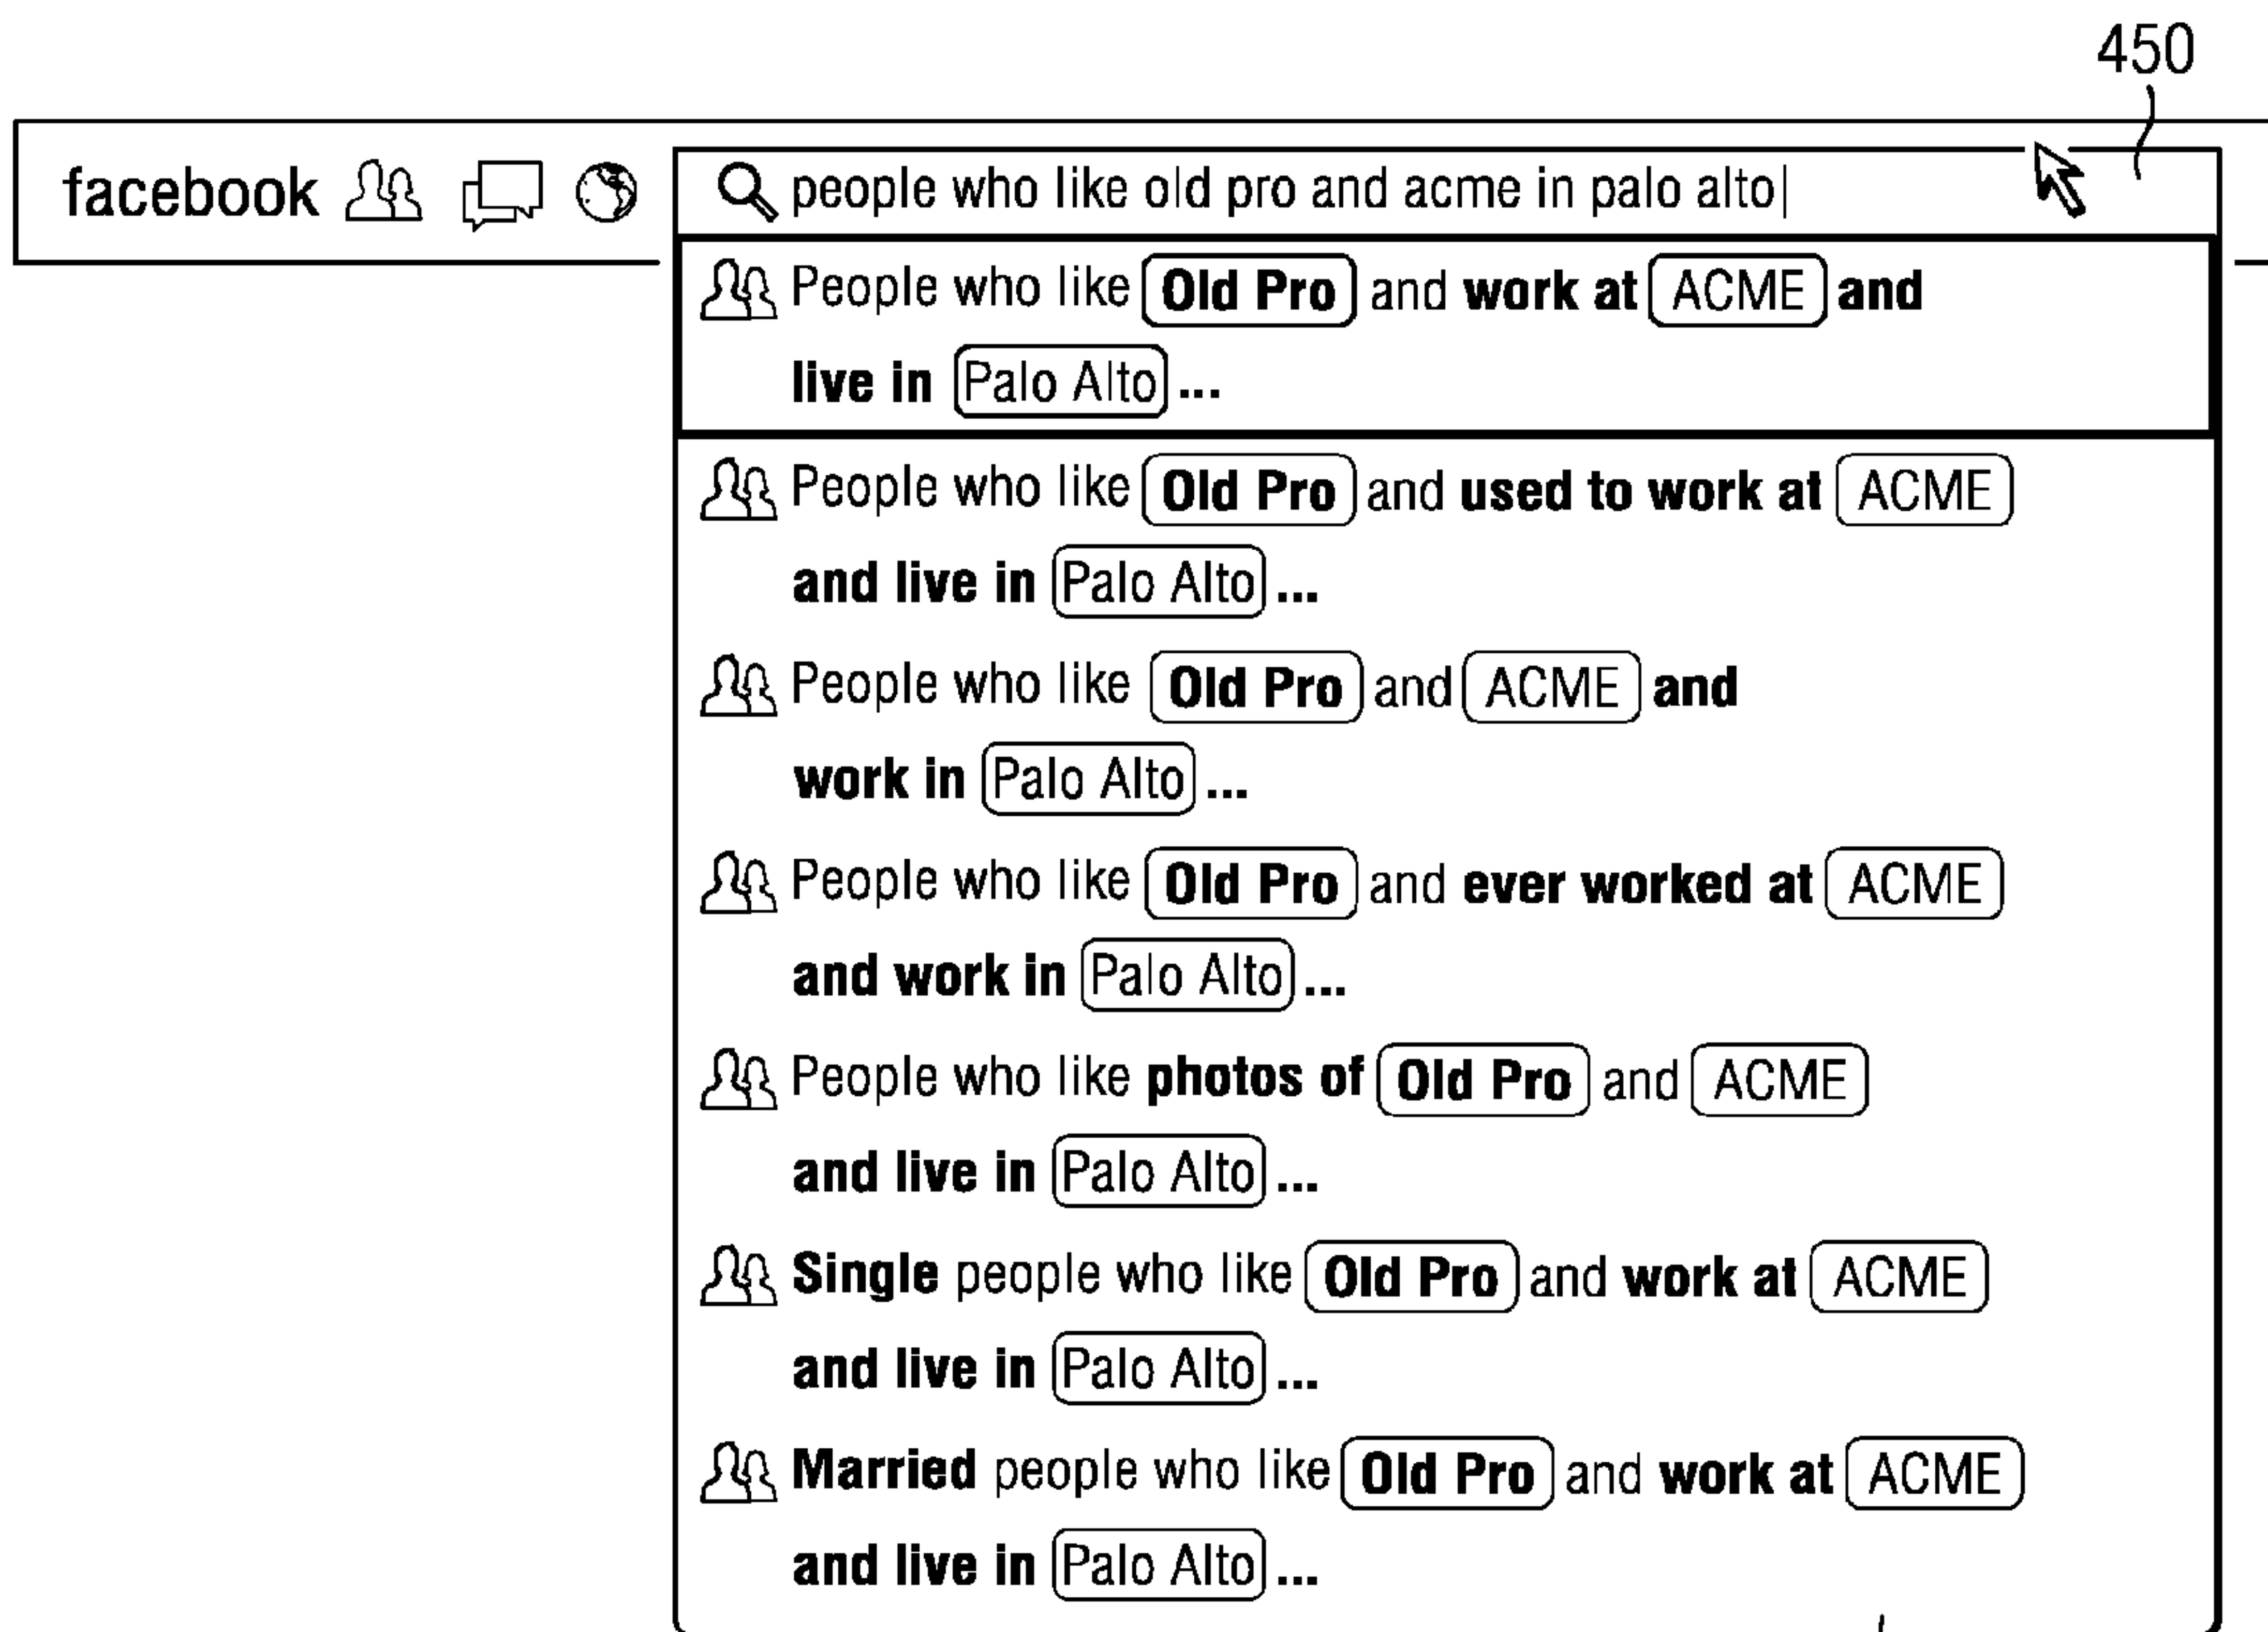 450
facebook people who like old pro and acme in palo alto
People who like Old Pro and work at ACME and
live in Palo Alto ...
People who like Old Pro and used to work at ACME
and live in Palo Alto ...
People who like Old Pro and ACME and
work in Palo Alto ...
People who like Old Pro and ever worked at ACME
and work in Palo Alto ...
People who like photos of Old Pro and ACME
and live in Palo Alto ...
Single people who like Old Pro and work at ACME
and live in Palo Alto ...
Married people who like Old Pro and work at ACME
and live in Palo Alto ...